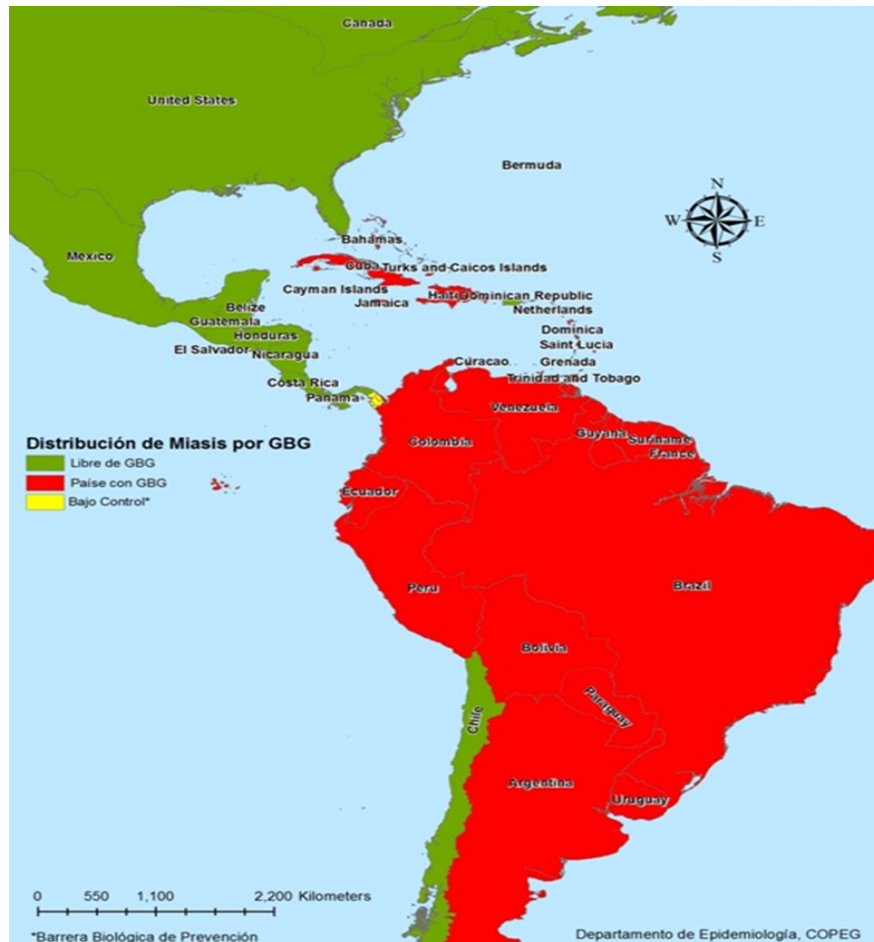 Canada
United States
Bermuda
N
W E
S
Mexico
Bahamas
Cuba Turks and Caicos Islands
Cayman Islands
Haiti Dominican Republic
Jamaica
Belize
Netherlands
Guatemala
Dominica
Honduras
Saint Lucia
El Salvador
Nicaragua
Curacao Grenada
Costa Rica
Trinidad and Tobago
Panama
Venezuela
Colombia
Guyana
Suriname
France
Distribución de Miasis por GBG
Libre de GBG
Paíse con GBG
Bajo Control*
Ecuador
Peru
Brazil
Bolivia
Paraguay
Chile
Argentina
Uruguay
0 550 1,100 2,200 Kilometers
*Barrera Biológica de Prevención
Departamento de Epidemiología, COPEG